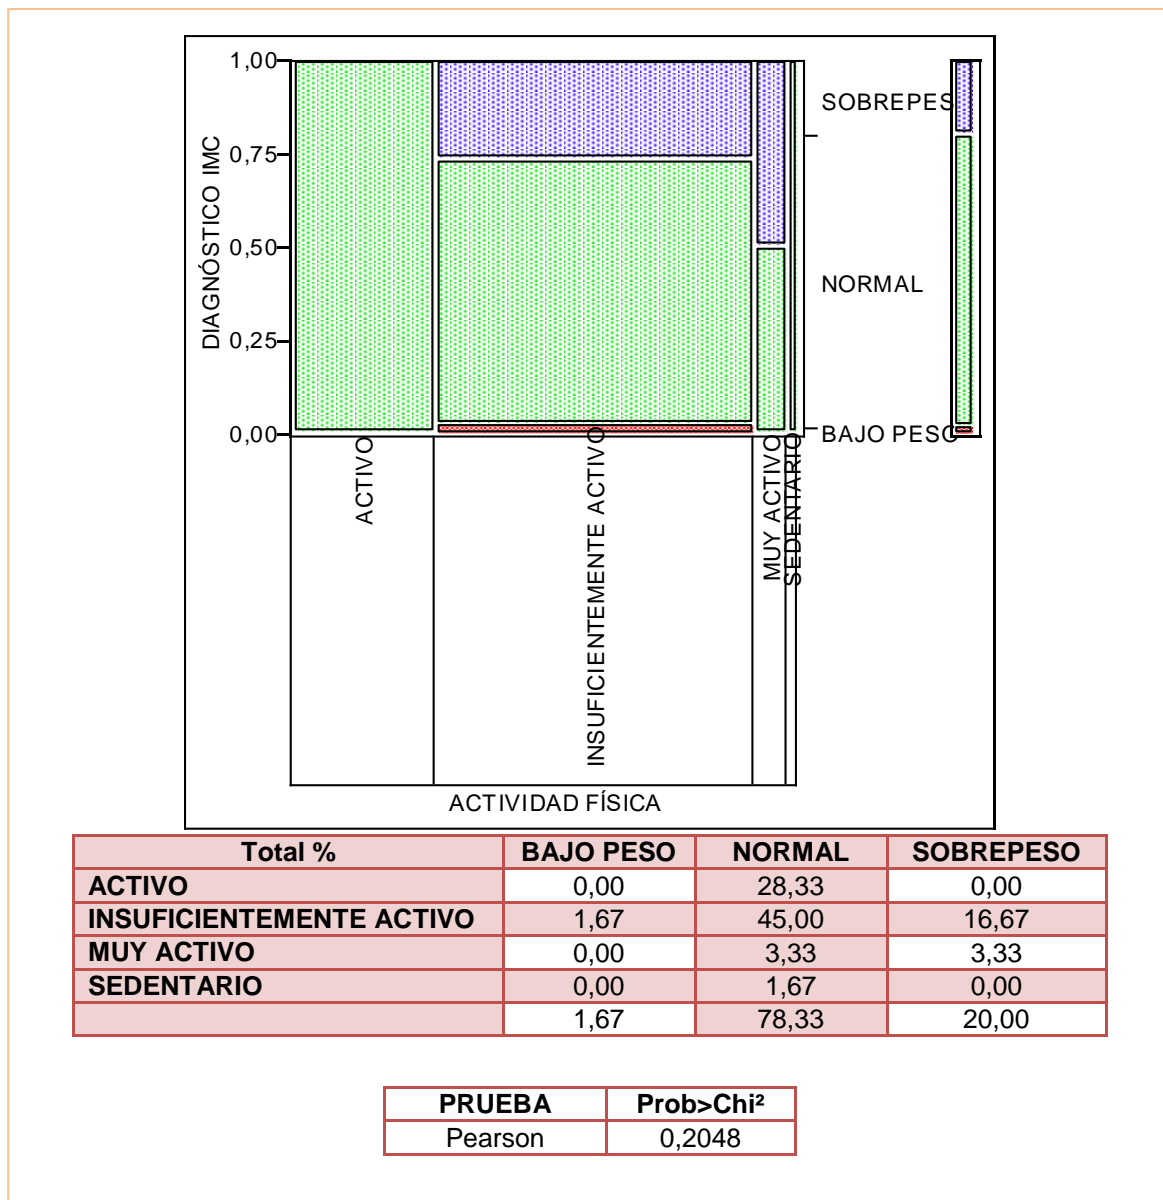 1,00
0,75
0,50
0,25
0,00
DIAGNÓSTICO IMC
SOBREPES
NORMAL
BAJO PESO
ACTIVO
INSUFICIENTEMENTE ACTIVO
MUY ACTIVO
SEDENTARIO
ACTIVIDAD FÍSICA
Total % BAJO PESO NORMAL SOBREPESO
ACTIVO 0,00 28,33 0,00
INSUFICIENTEMENTE ACTIVO 1,67 45,00 16,67
MUY ACTIVO 0,00 3,33 3,33
SEDENTARIO 0,00 1,67 0,00
1,67 78,33 20,00
PRUEBA Prob>Chi²
Pearson 0,2048